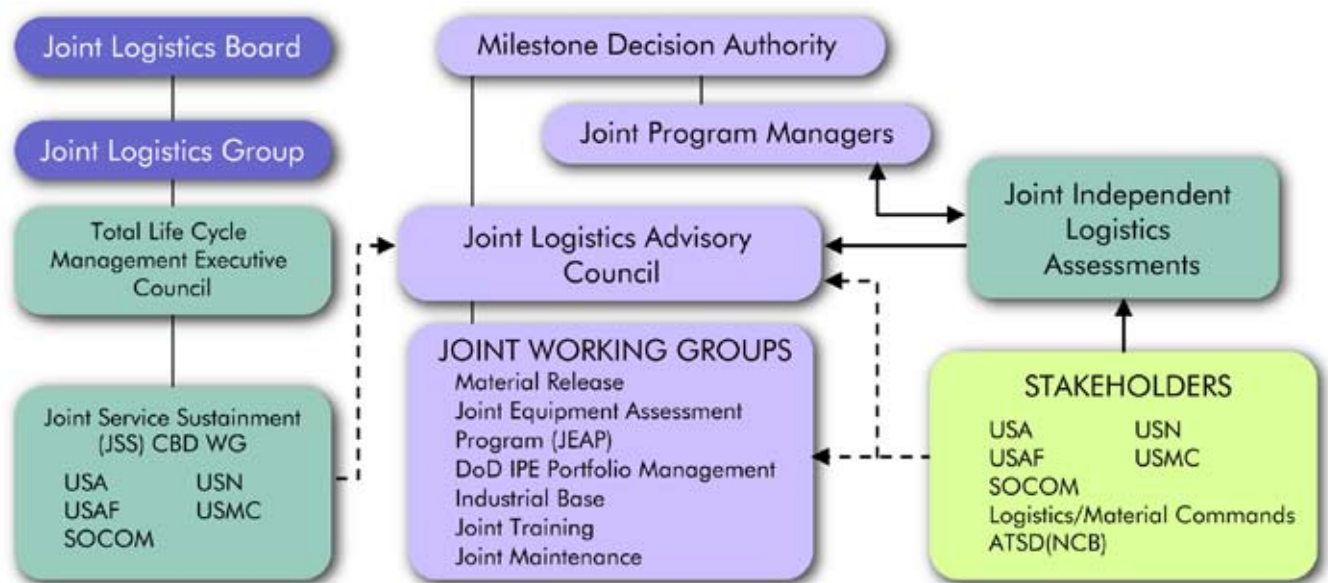 Joint Logistics Board
Joint Logistics Group
Total Life Cycle
Management Executive
Council
Joint Service Sustainment
(JSS) CBD WG
USA USN
USAF USMC
SOCOM
Milestone Decision Authority
Joint Program Managers
Joint Logistics Advisory
Council
JOINT WORKING GROUPS
Material Release
Joint Equipment Assessment
Program (JEAP)
DoD IPE Portfolio Management
Industrial Base
Joint Training
Joint Maintenance
Joint Independent
Logistics
Assessments
STAKEHOLDERS
USA USN
USAF USMC
SOCOM
Logistics/Material Commands
ATSD(NCB)